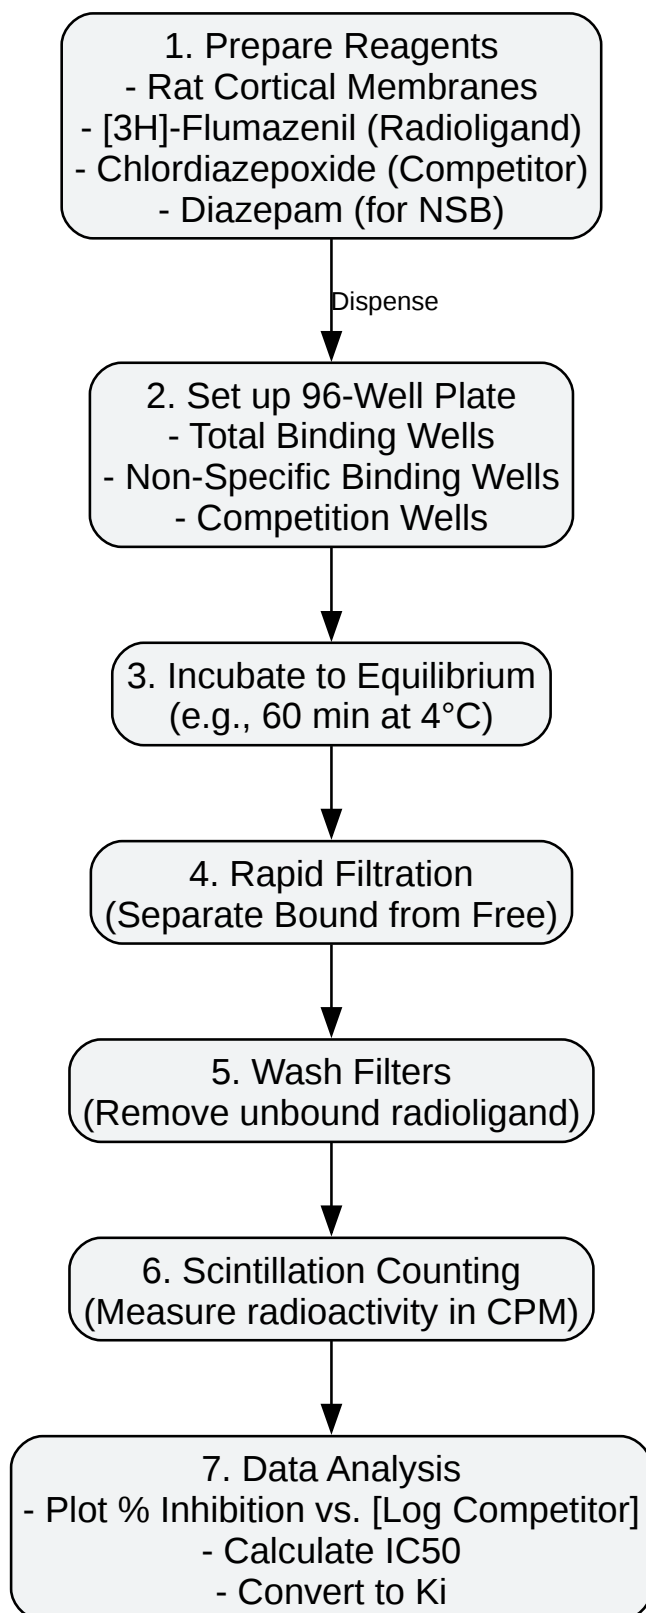 1. Prepare Reagents
- Rat Cortical Membranes
- [3H]-Flumazenil (Radioligand)
- Chlordiazepoxide (Competitor)
- Diazepam (for NSB)
Dispense
2. Set up 96-Well Plate
- Total Binding Wells
- Non-Specific Binding Wells
- Competition Wells
3. Incubate to Equilibrium
(e.g., 60 min at 4°C)
4. Rapid Filtration
(Separate Bound from Free)
5. Wash Filters
(Remove unbound radioligand)
6. Scintillation Counting
(Measure radioactivity in CPM)
7. Data Analysis
- Plot % Inhibition vs. [Log Competitor]
- Calculate IC50
- Convert to Ki